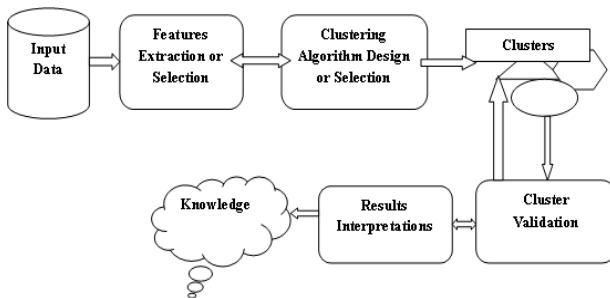 Input
Data
Features
Extraction or
Selection
Clustering
Algorithm Design
or Selection
Clusters
Knowledge
Results
Interpretations
Cluster
Validation